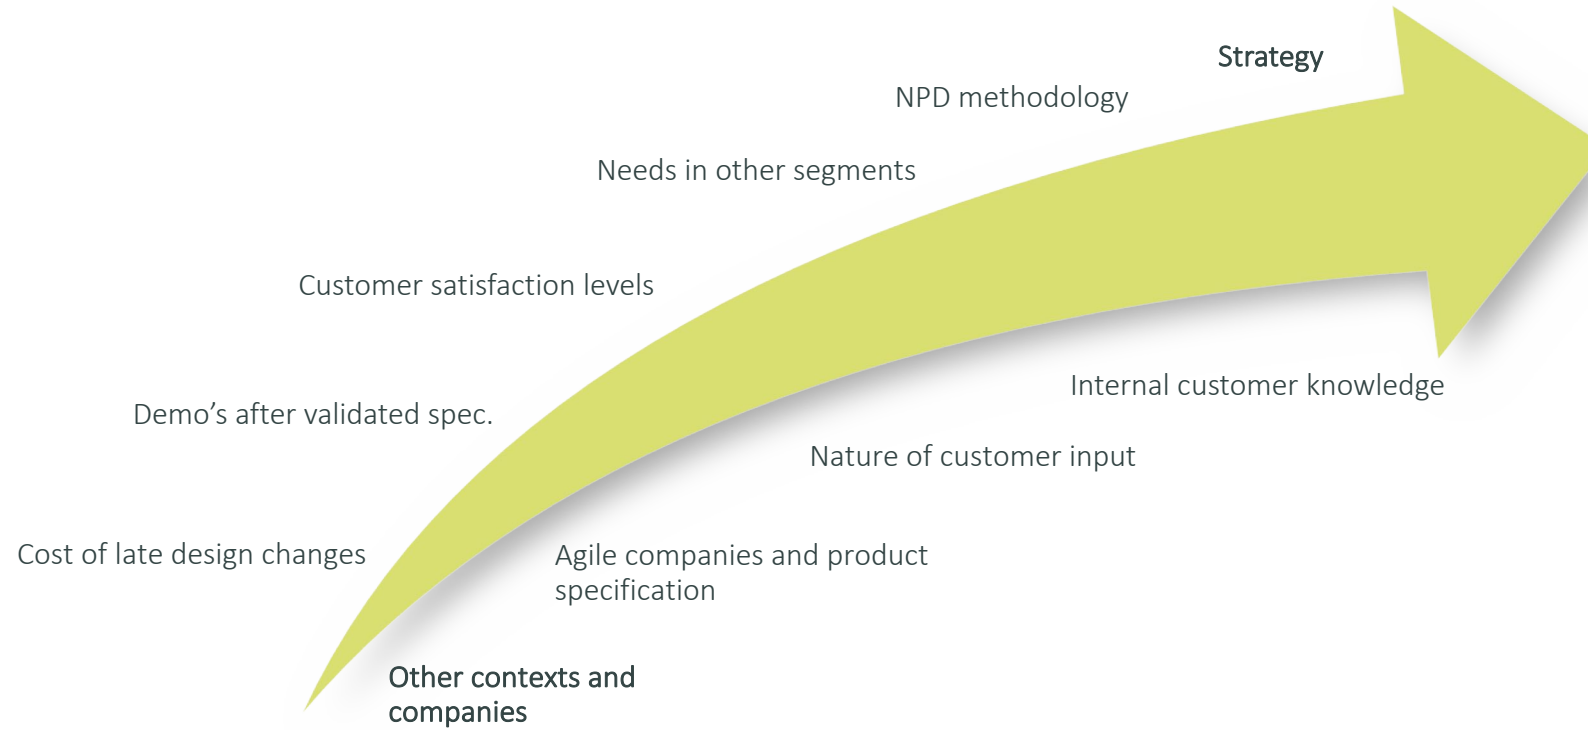 Strategy
NPD methodology
Needs in other segments
Customer satisfaction levels
Internal customer knowledge
Demo’s after validated spec.
Nature of customer input
Cost of late design changes
Agile companies and product
specification
Other contexts and
companies